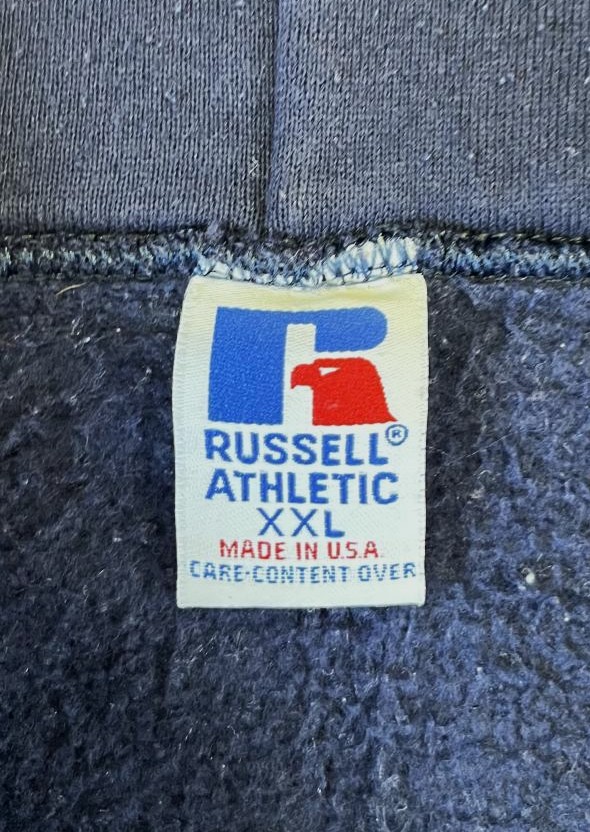 RUSSELL®
ATHLETIC
XXL
MADE IN U.S.A.
CARE-CONTENT OVER